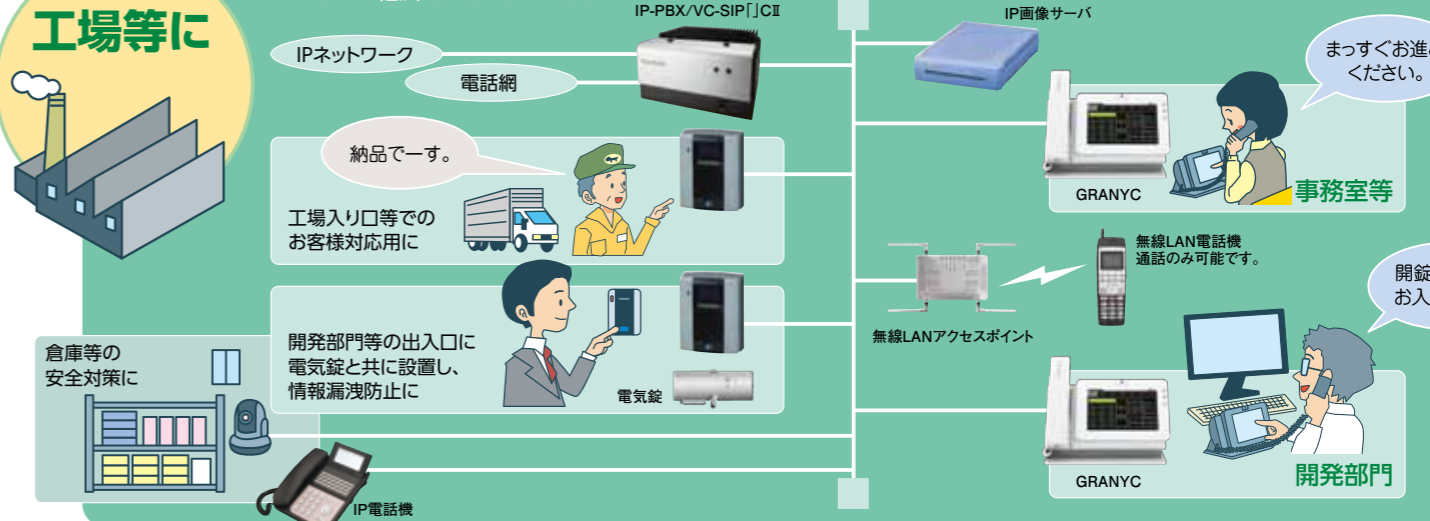 工場等に
IP-PBX/VC-SIP「」CⅡ
IPネットワーク
電話網
納品でーす。
工場入り口等での
お客様対応用に
開発部門等の出入口に
電気錠と共に設置し、
情報漏洩防止に
電気錠
倉庫等の
安全対策に
IP電話機
IP画像サーバ
まっすぐお進み
ください。
GRANYC
事務室等
無線LAN電話機
通話のみ可能です。
無線LANアクセスポイント
開錠
お入
GRANYC
開発部門